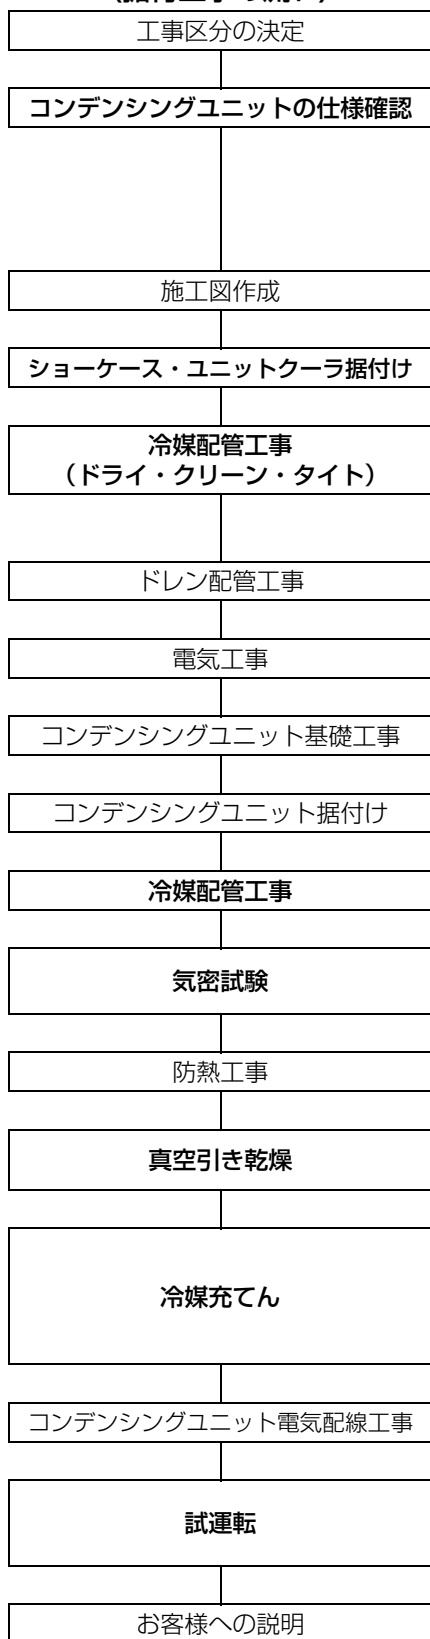 工事区分の決定
コンデンシングユニットの仕様確認
施工図作成
ショーケース・ユニットクーラ据付け
冷媒配管工事
（ドライ・クリーン・タイト）
ドレン配管工事
電気工事
コンデンシングユニット基礎工事
コンデンシングユニット据付け
冷媒配管工事
気密試験
防熱工事
真空引き乾燥
冷媒充てん
コンデンシングユニット電気配線工事
試運転
お客様への説明